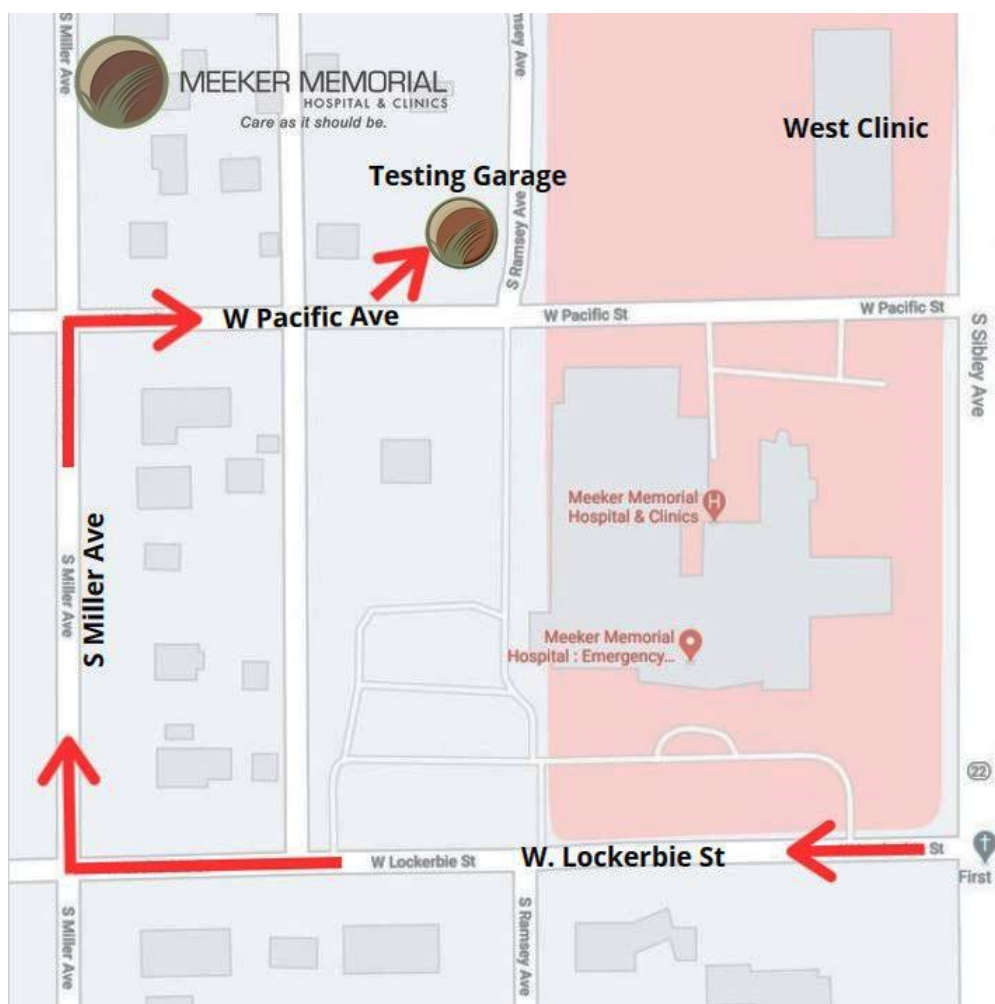 S Miller Ave
MEEKER MEMORIAL
HOSPITAL & CLINICS
Care as it should be.
msey Ave
West Clinic
Testing Garage
S Ramsey Ave
W Pacific Ave
W Pacific St
W Pacific St
S Sibley Ave
Meeker Memorial
Hospital & Clinics
H
S Miller Ave
S Miller Ave
Meeker Memorial
Hospital : Emergency...
22
W Lockerbie St
W. Lockerbie St
St
First
S Miller Ave
S Ramsey Ave